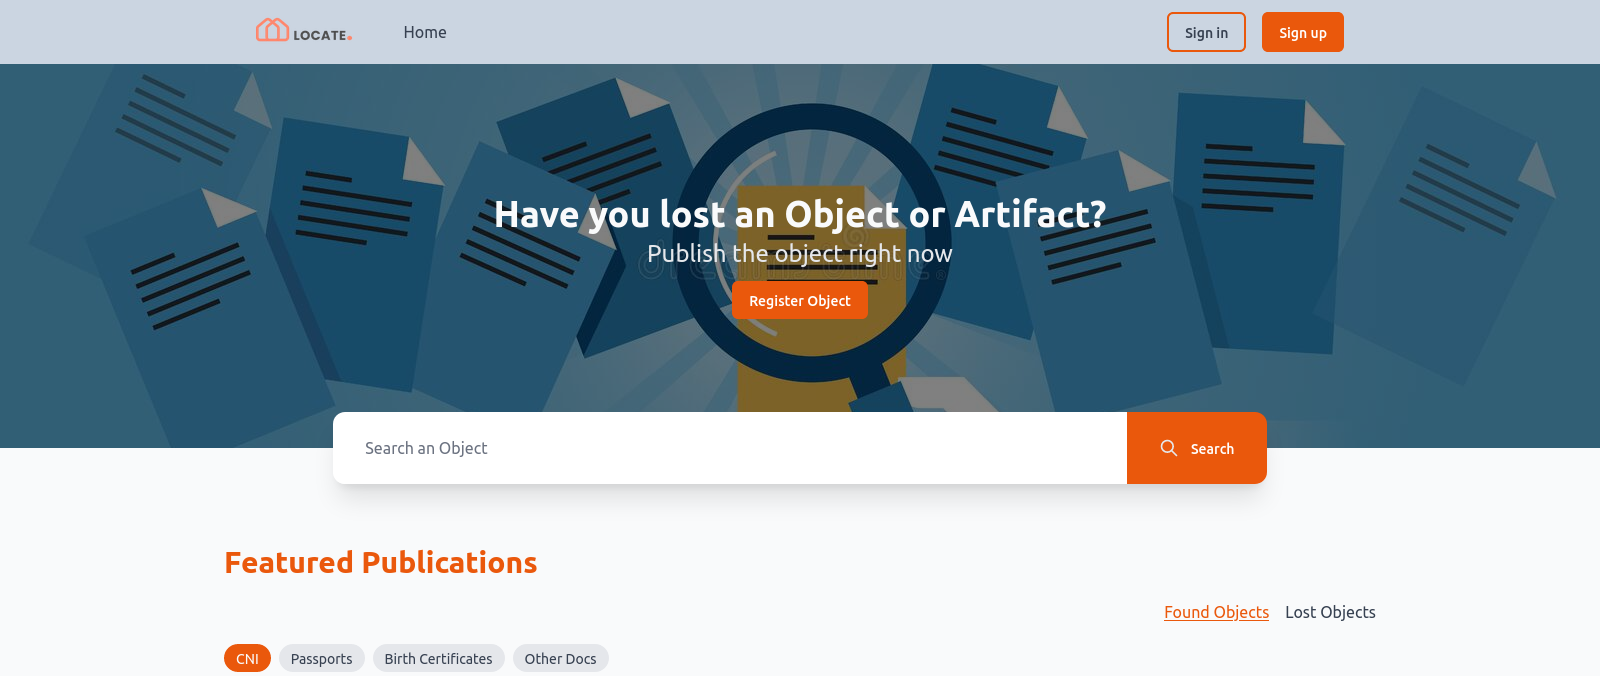 LOCATE.
Home
Sign in
Sign up
Have you lost an Object or Artifact?
Publish the object right now
Register Object
Search an Object
Search
Featured Publications
Found Objects
Lost Objects
CNI
Passports
Birth Certificates
Other Docs